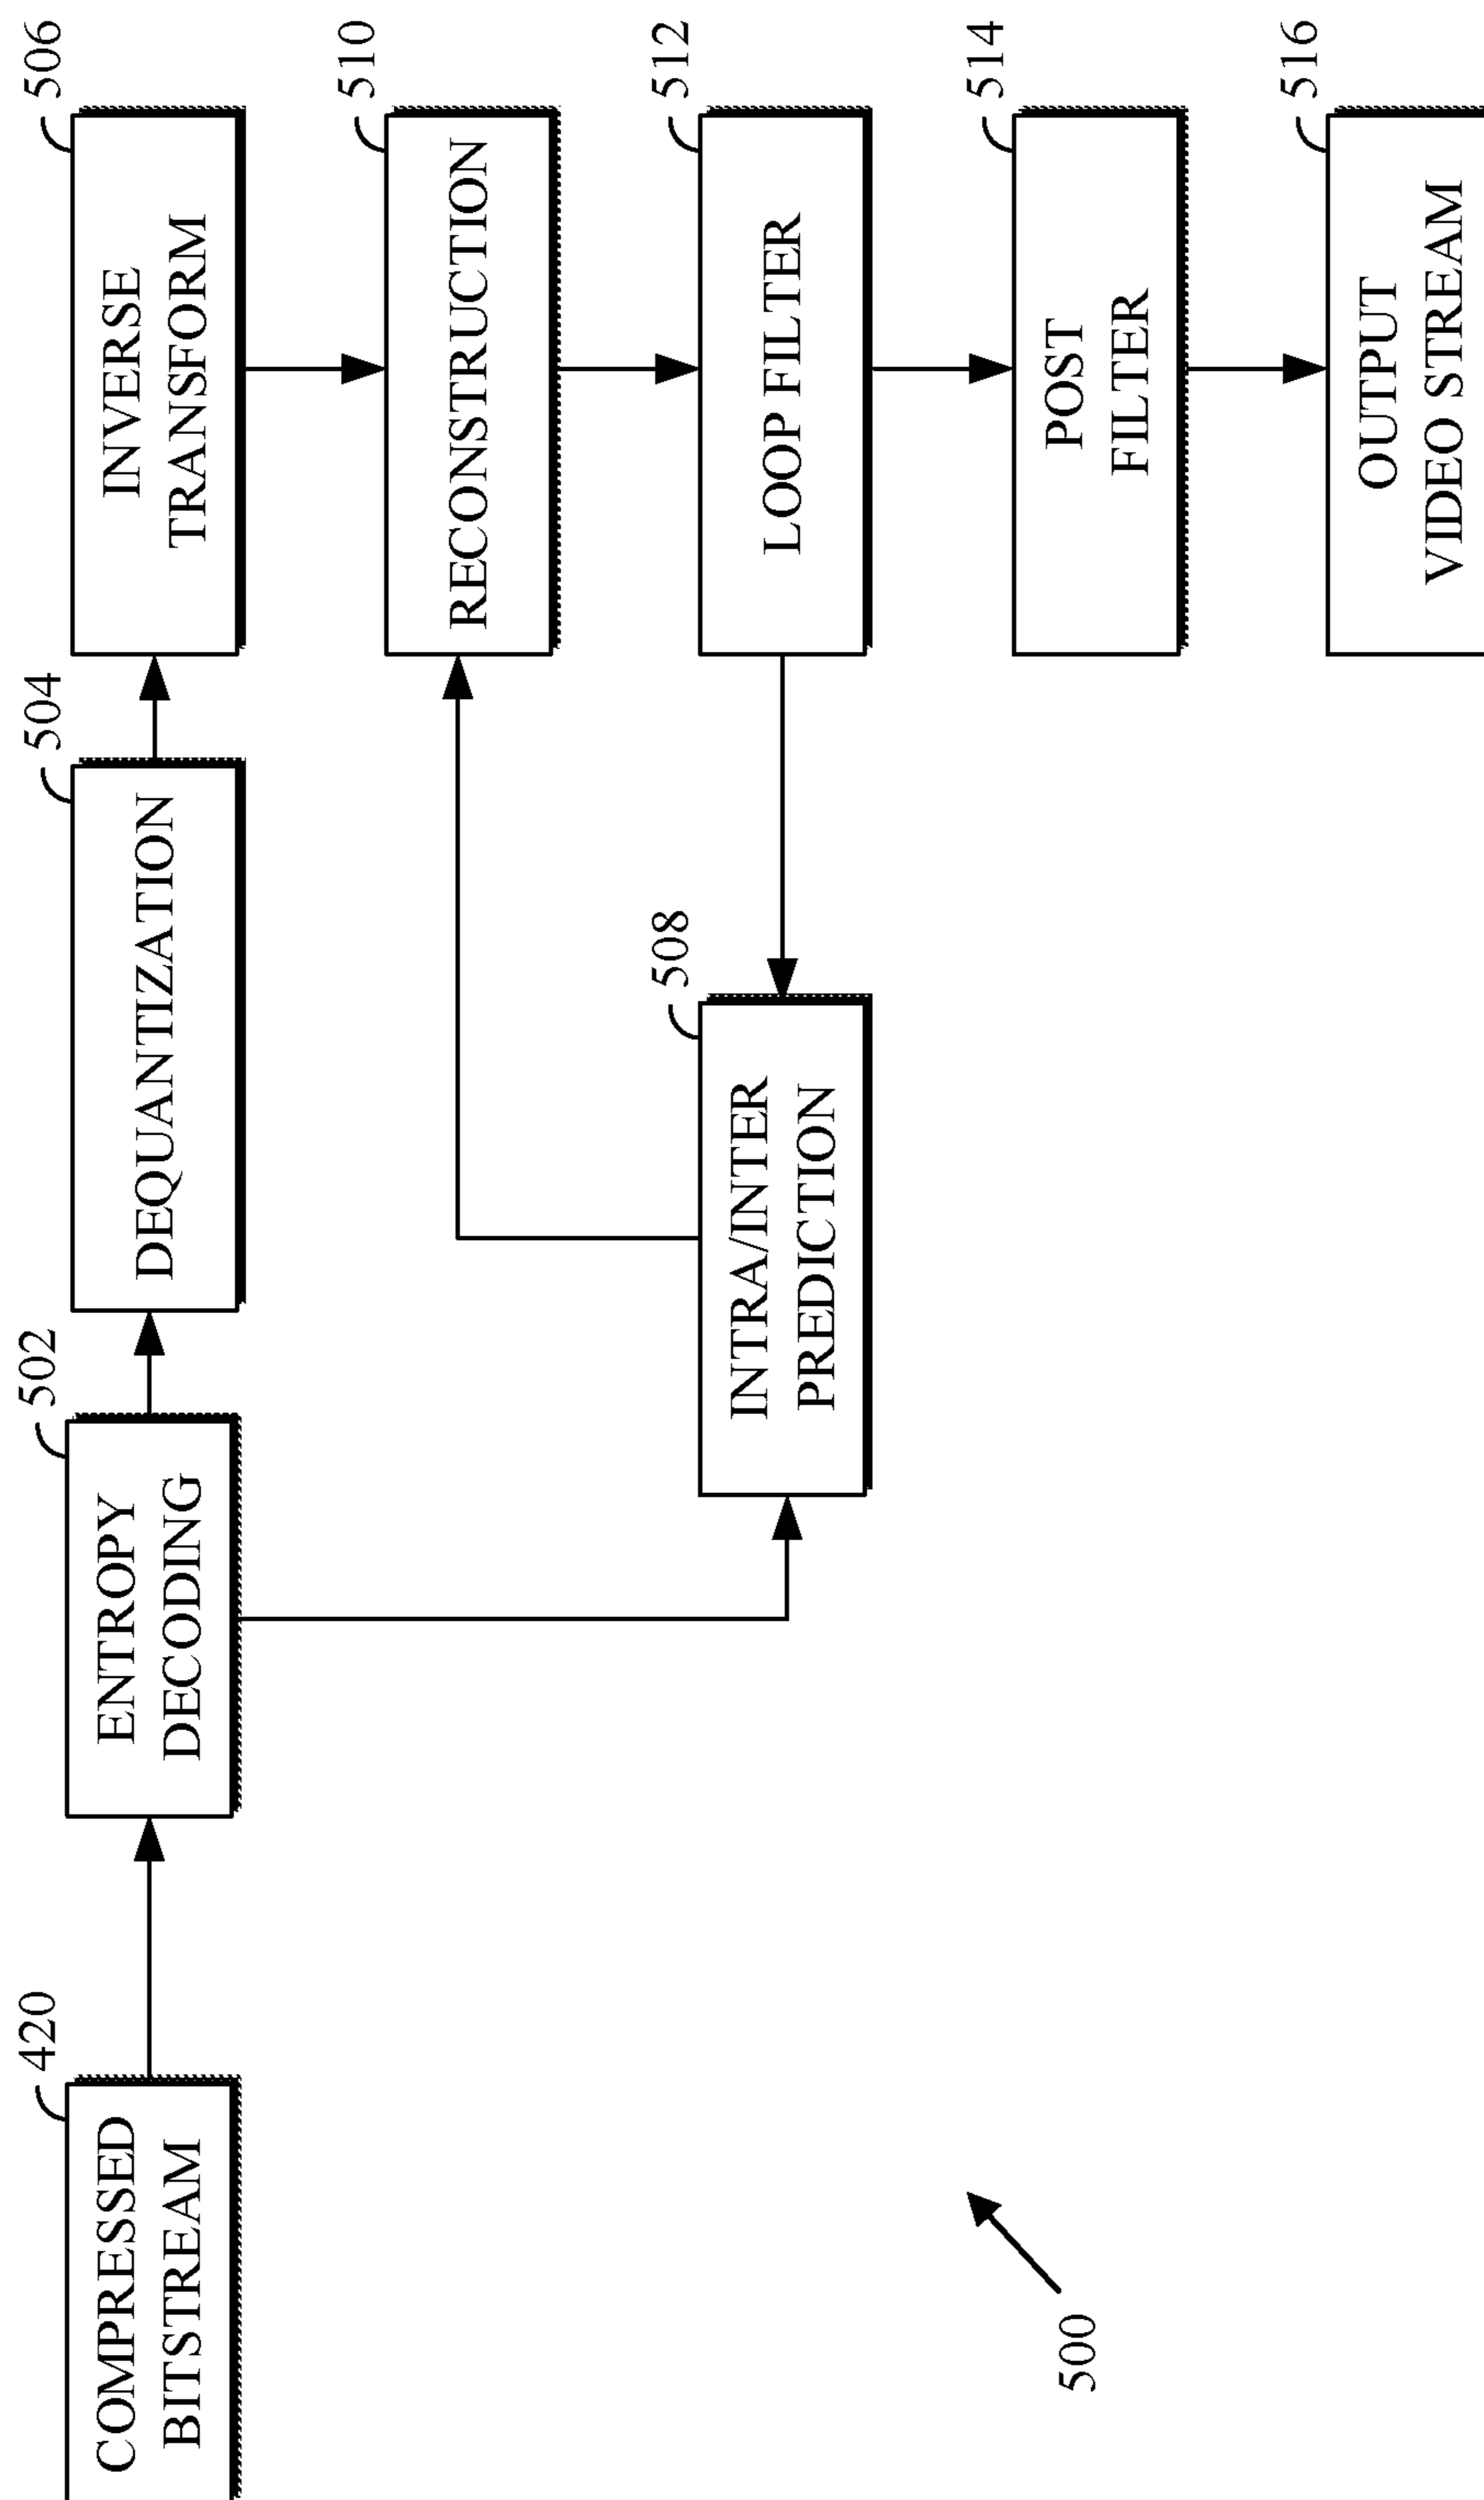 420
COMPRESSED
BITSTREAM
502
ENTROPY
DECODING
504
DEQUANTIZATION
506
INVERSE
TRANSFORM
510
RECONSTRUCTION
508
INTRA/INTER
PREDICTION
512
LOOP FILTER
514
POST
FILTER
516
OUTPUT
VIDEO STREAM
500